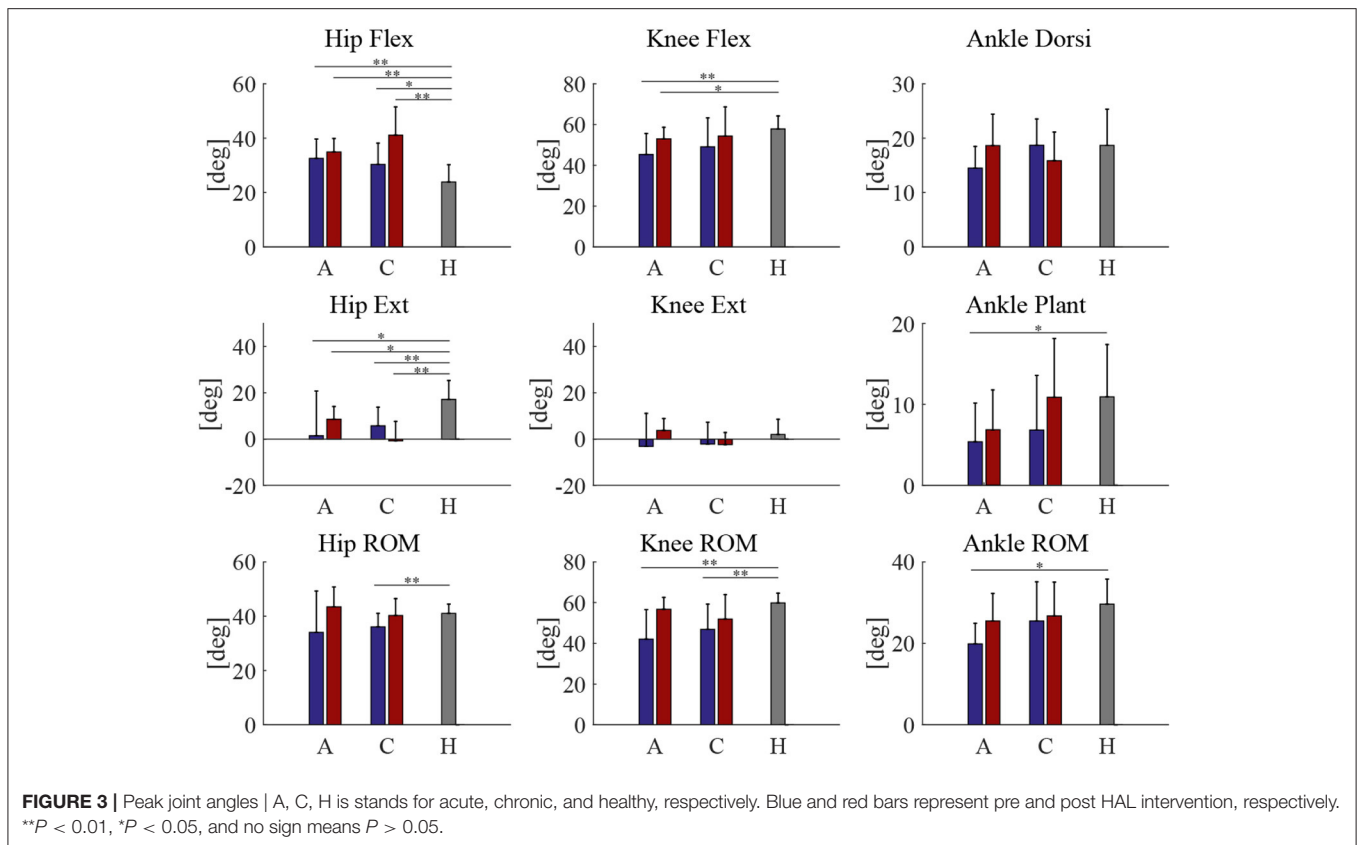 Hip Flex
Knee Flex
Ankle Dorsi
**
**
*
**
**
*
[deg]
60
40
20
0
A C H
[deg]
80
60
40
20
0
A C H
[deg]
30
20
10
0
A C H
Hip Ext
Knee Ext
Ankle Plant
*
*
**
**
*
[deg]
40
20
0
-20
A C H
[deg]
40
20
0
-20
A C H
[deg]
20
10
0
A C H
Hip ROM
Knee ROM
Ankle ROM
**
**
**
*
[deg]
60
40
20
0
A C H
[deg]
80
60
40
20
0
A C H
[deg]
40
20
0
A C H
FIGURE 3 | Peak joint angles | A, C, H is stands for acute, chronic, and healthy, respectively. Blue and red bars represent pre and post HAL intervention, respectively.
**P < 0.01, *P < 0.05, and no sign means P > 0.05.